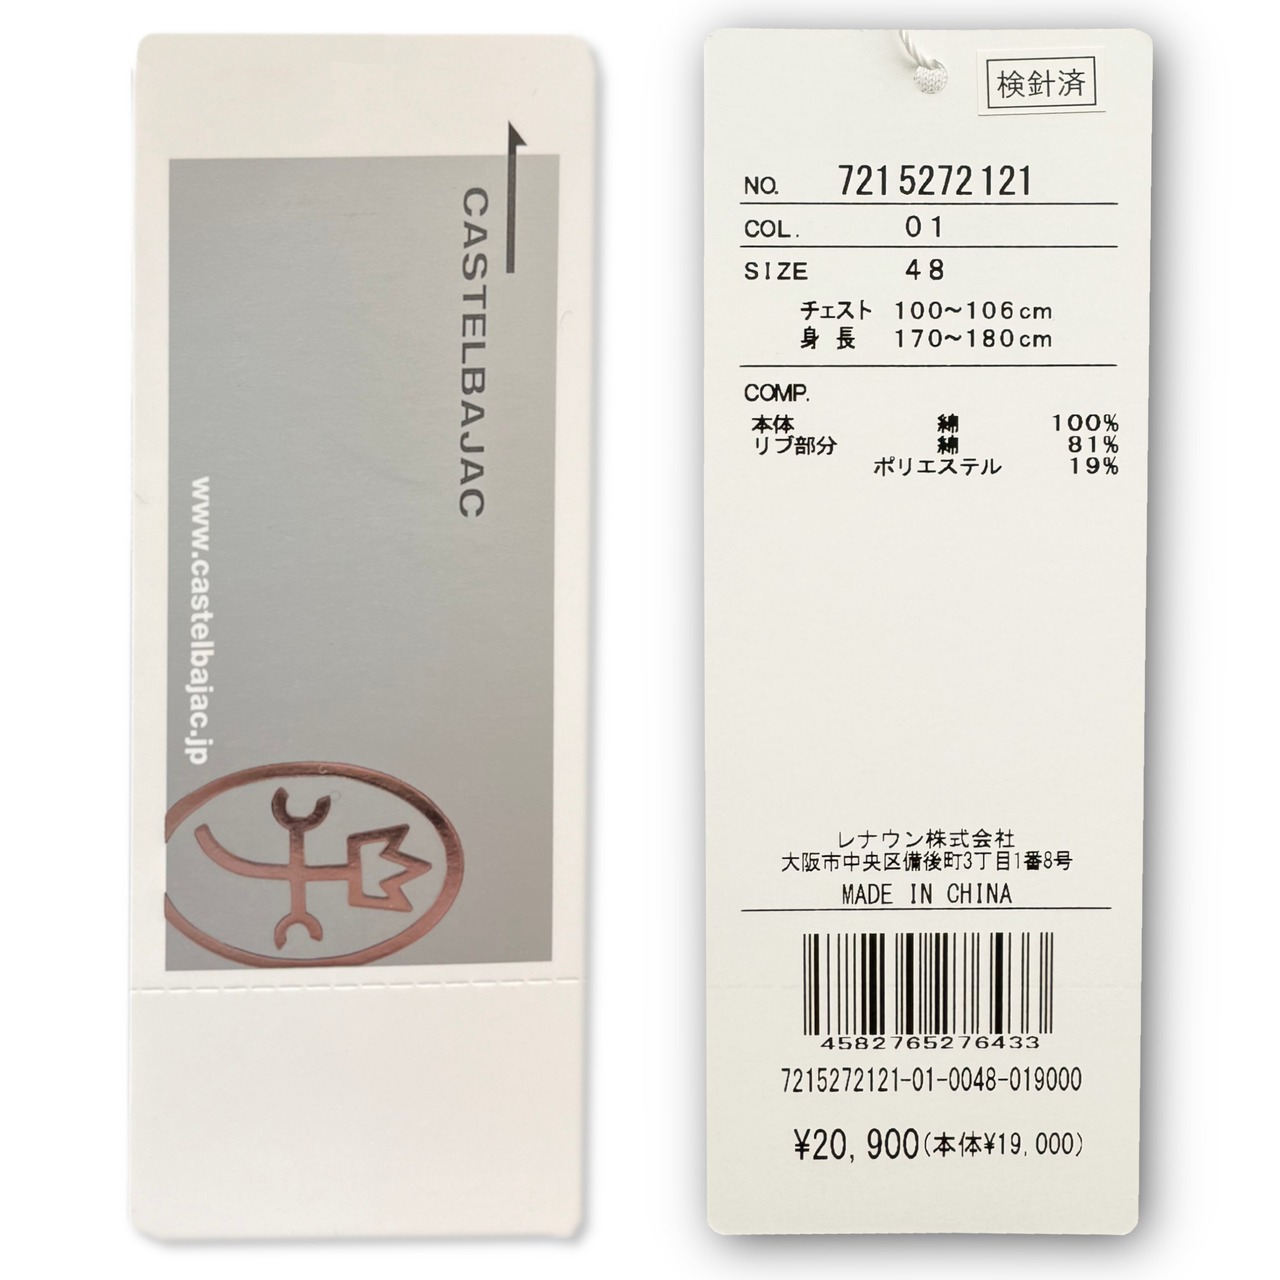 CASTELBAJAC
www.castelbajac.jp
検針済
NO. 7215272121
COL. 01
SIZE 48
チェスト 100~106cm
身長 170~180cm
COMP.
本体 綿 100%
リブ部分 綿 81%
ポリエステル 19%
レナウン株式会社
大阪市中央区備後町3丁目1番8号
MADE IN CHINA
4582765276433
7215272121-01-0048-019000
¥20,900(本体¥19,000)